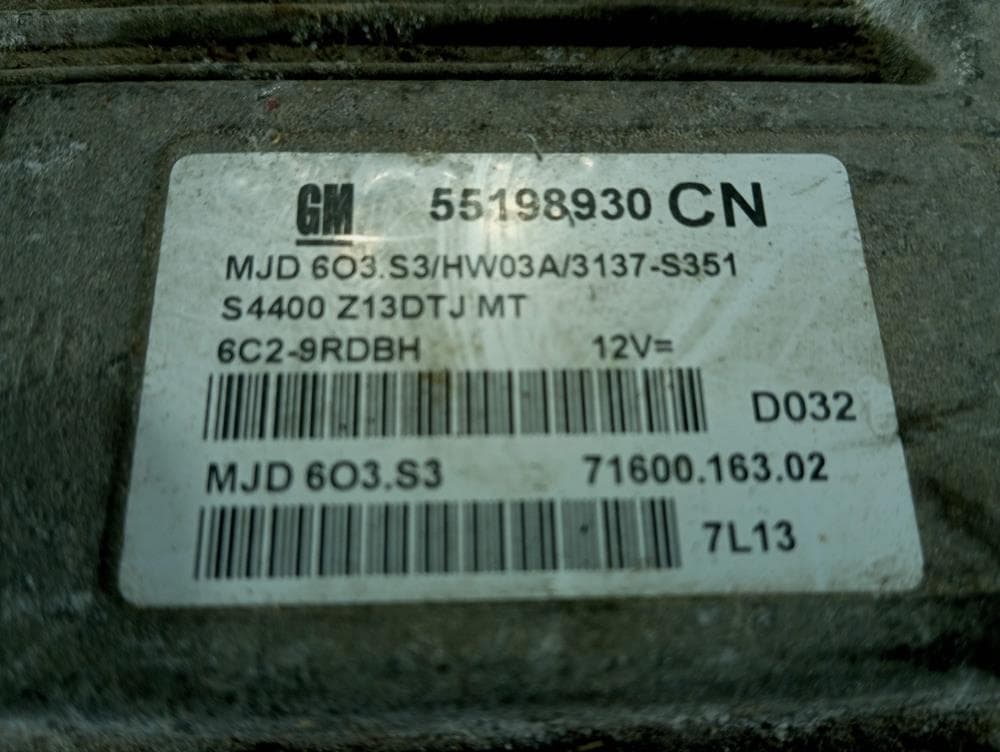 GM 55198930 CN
MJD 6O3.S3/HW03A/3137-S351
S4400 Z13DTJ MT
6C2-9RDBH 12V=
D032
MJD 6O3.S3 71600.163.02
7L13